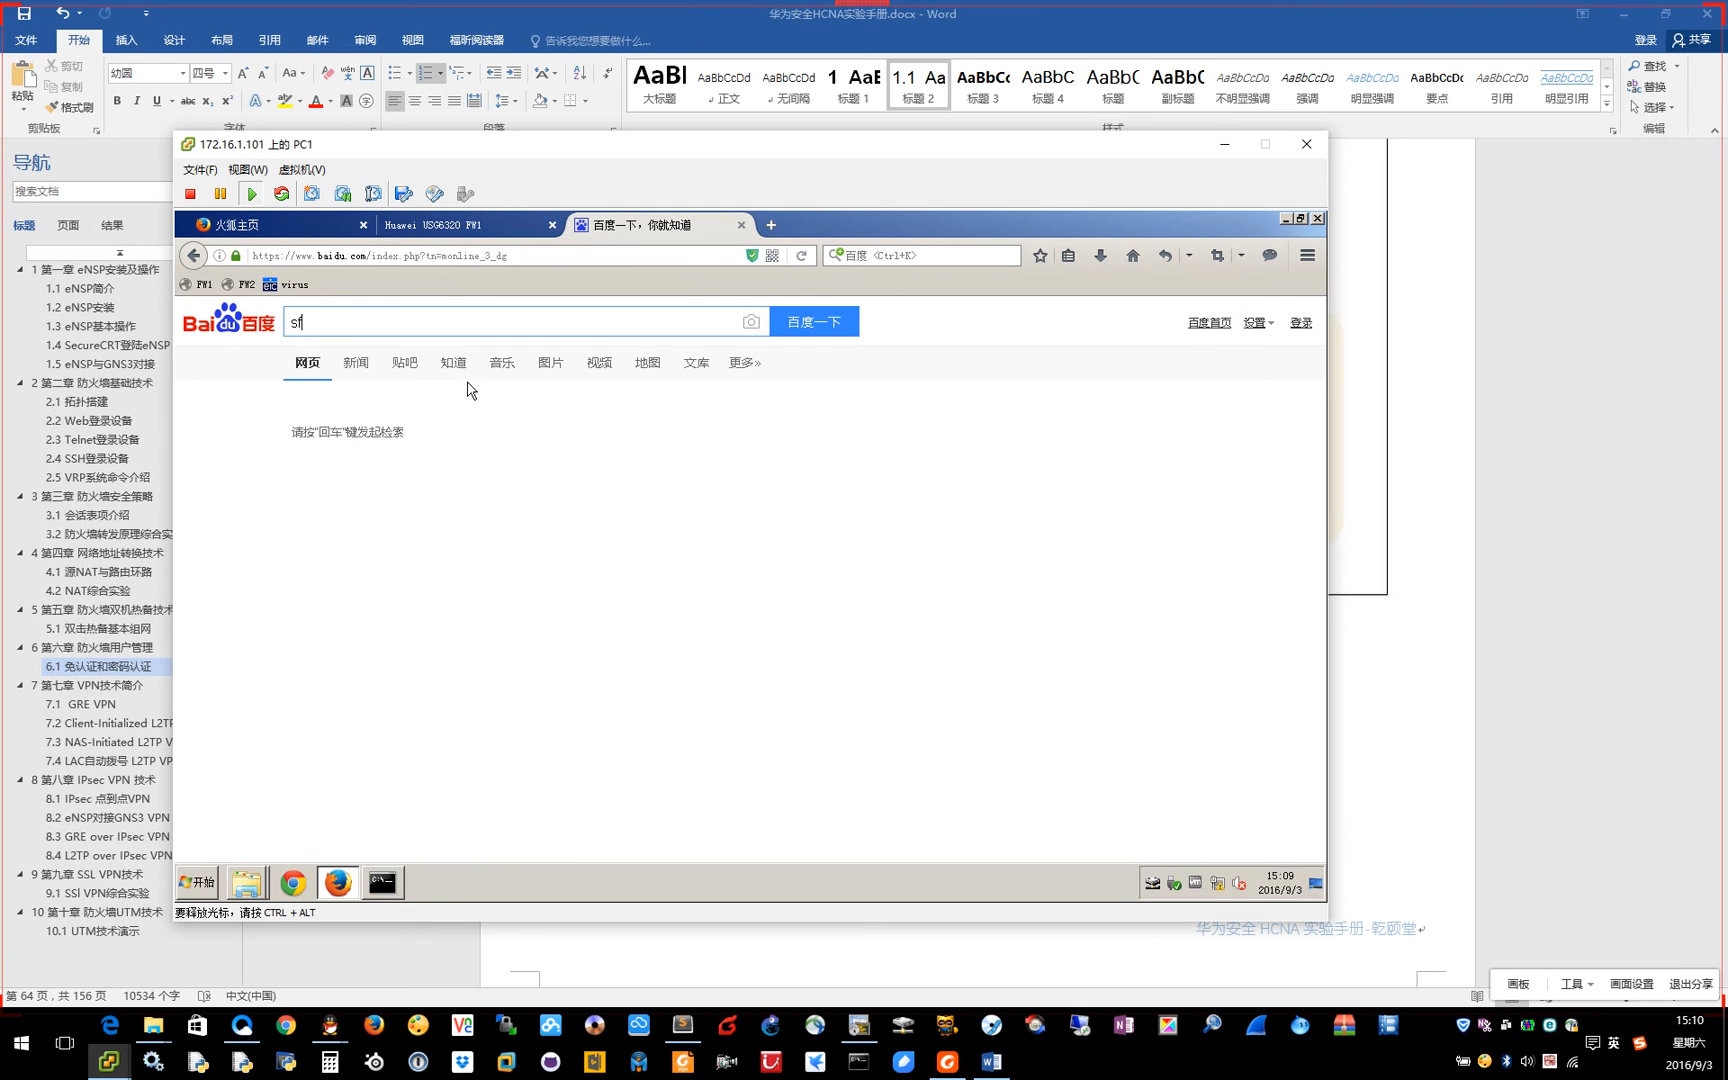 华为安全HCNA实验手册.docx - Word
文件 开始 插入 设计 布局 引用 邮件 审阅 视图 福昕阅读器 告诉我您想要做什么... 登录 共享
粘贴 剪切 复制 格式刷 剪贴板
幼圆 四号 字体 段落
AaBl 大标题
AaBbCcDd 正文
AaBbCcDd 无间隔
1 AaE 标题 1
1.1 Aa 标题 2
AaBbCc 标题 3
AaBbC 标题 4
AaBbC 标题
AaBbC 副标题
AaBbCcDd 不明显强调
AaBbCcDd 强调
AaBbCcDd 明显强调
AaBbCcDc 要点
AaBbCcDd 引用
AaBbCcDd 明显引用
样式
查找 替换 选择 编辑
导航
搜索文档
标题 页面 结果
1 第一章 eNSP安装及操作
1.1 eNSP简介
1.2 eNSP安装
1.3 eNSP基本操作
1.4 SecureCRT登陆eNSP
1.5 eNSP与GNS3对接
2 第二章 防火墙基础技术
2.1 拓扑搭建
2.2 Web登录设备
2.3 Telnet登录设备
2.4 SSH登录设备
2.5 VRP系统命令介绍
3 第三章 防火墙安全策略
3.1 会话表项介绍
3.2 防火墙转发原理综合实
4 第四章 网络地址转换技术
4.1 源NAT与路由环路
4.2 NAT综合实验
5 第五章 防火墙双机热备技术
5.1 双击热备基本组网
6 第六章 防火墙用户管理
6.1 免认证和密码认证
7 第七章 VPN技术简介
7.1 GRE VPN
7.2 Client-Initialized L2TP
7.3 NAS-Initiated L2TP V
7.4 LAC自动拨号 L2TP VP
8 第八章 IPsec VPN 技术
8.1 IPsec 点到点VPN
8.2 eNSP对接GNS3 VPN
8.3 GRE over IPsec VPN
8.4 L2TP over IPsec VPN
9 第九章 SSL VPN技术
9.1 SSl VPN综合实验
10 第十章 防火墙UTM技术
10.1 UTM技术演示
172.16.1.101 上的 PC1
文件(F) 视图(W) 虚拟机(V)
火狐主页 Huawei USG6320 FW1 百度一下，你就知道
https://www.baidu.com/index.php?tn=monline_3_dg
百度 <Ctrl+K>
FW1 FW2 virus
Bai du 百度 sf 百度一下 百度首页 设置 登录
网页 新闻 贴吧 知道 音乐 图片 视频 地图 文库 更多»
请按"回车"键发起检索
开始 15:09
2016/9/3
要释放光标，请按 CTRL + ALT
华为安全 HCNA 实验手册-乾颐堂
画板 工具 画面设置 退出分享
第 64 页，共 156 页 10534 个字 中文(中国)
15:10
英 星期六
2016/9/3